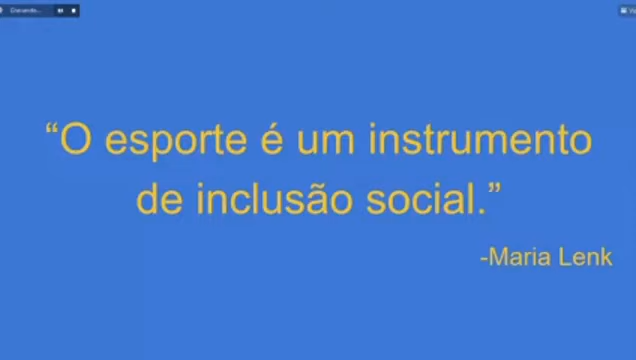 “O esporte é um instrumento
de inclusão social.”
-Maria Lenk